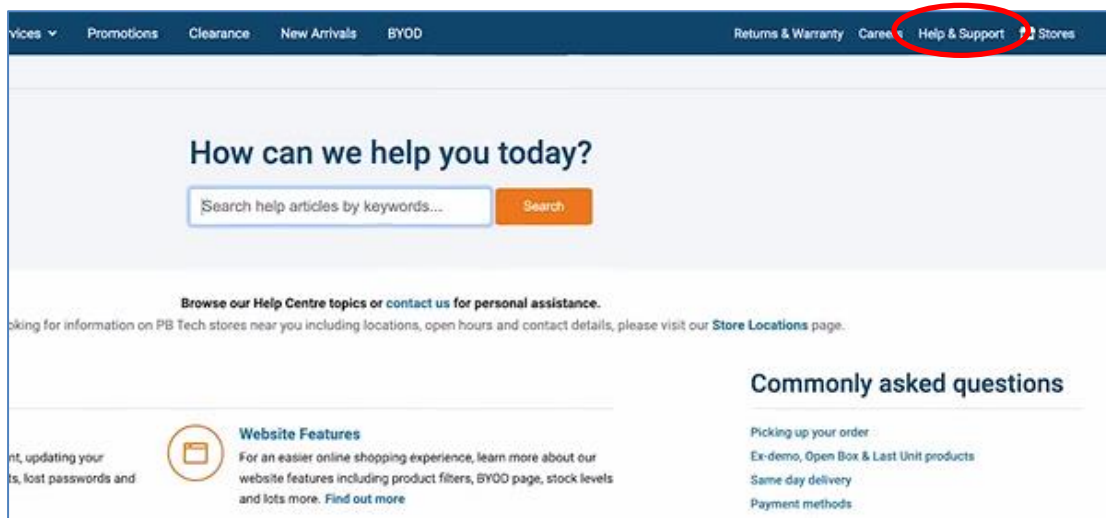 vices Promotions Clearance New Arrivals BYOD Returns & Warranty Careers Help & Support Stores
How can we help you today?
Search help articles by keywords... Search
Browse our Help Centre topics or contact us for personal assistance.
oking for information on PB Tech stores near you including locations, open hours and contact details, please visit our Store Locations page.
Commonly asked questions
Website Features
nt, updating your
ts, lost passwords and
For an easier online shopping experience, learn more about our
website features including product filters, BYOD page, stock levels
and lots more. Find out more
Picking up your order
Ex-demo, Open Box & Last Unit products
Same day delivery
Payment methods